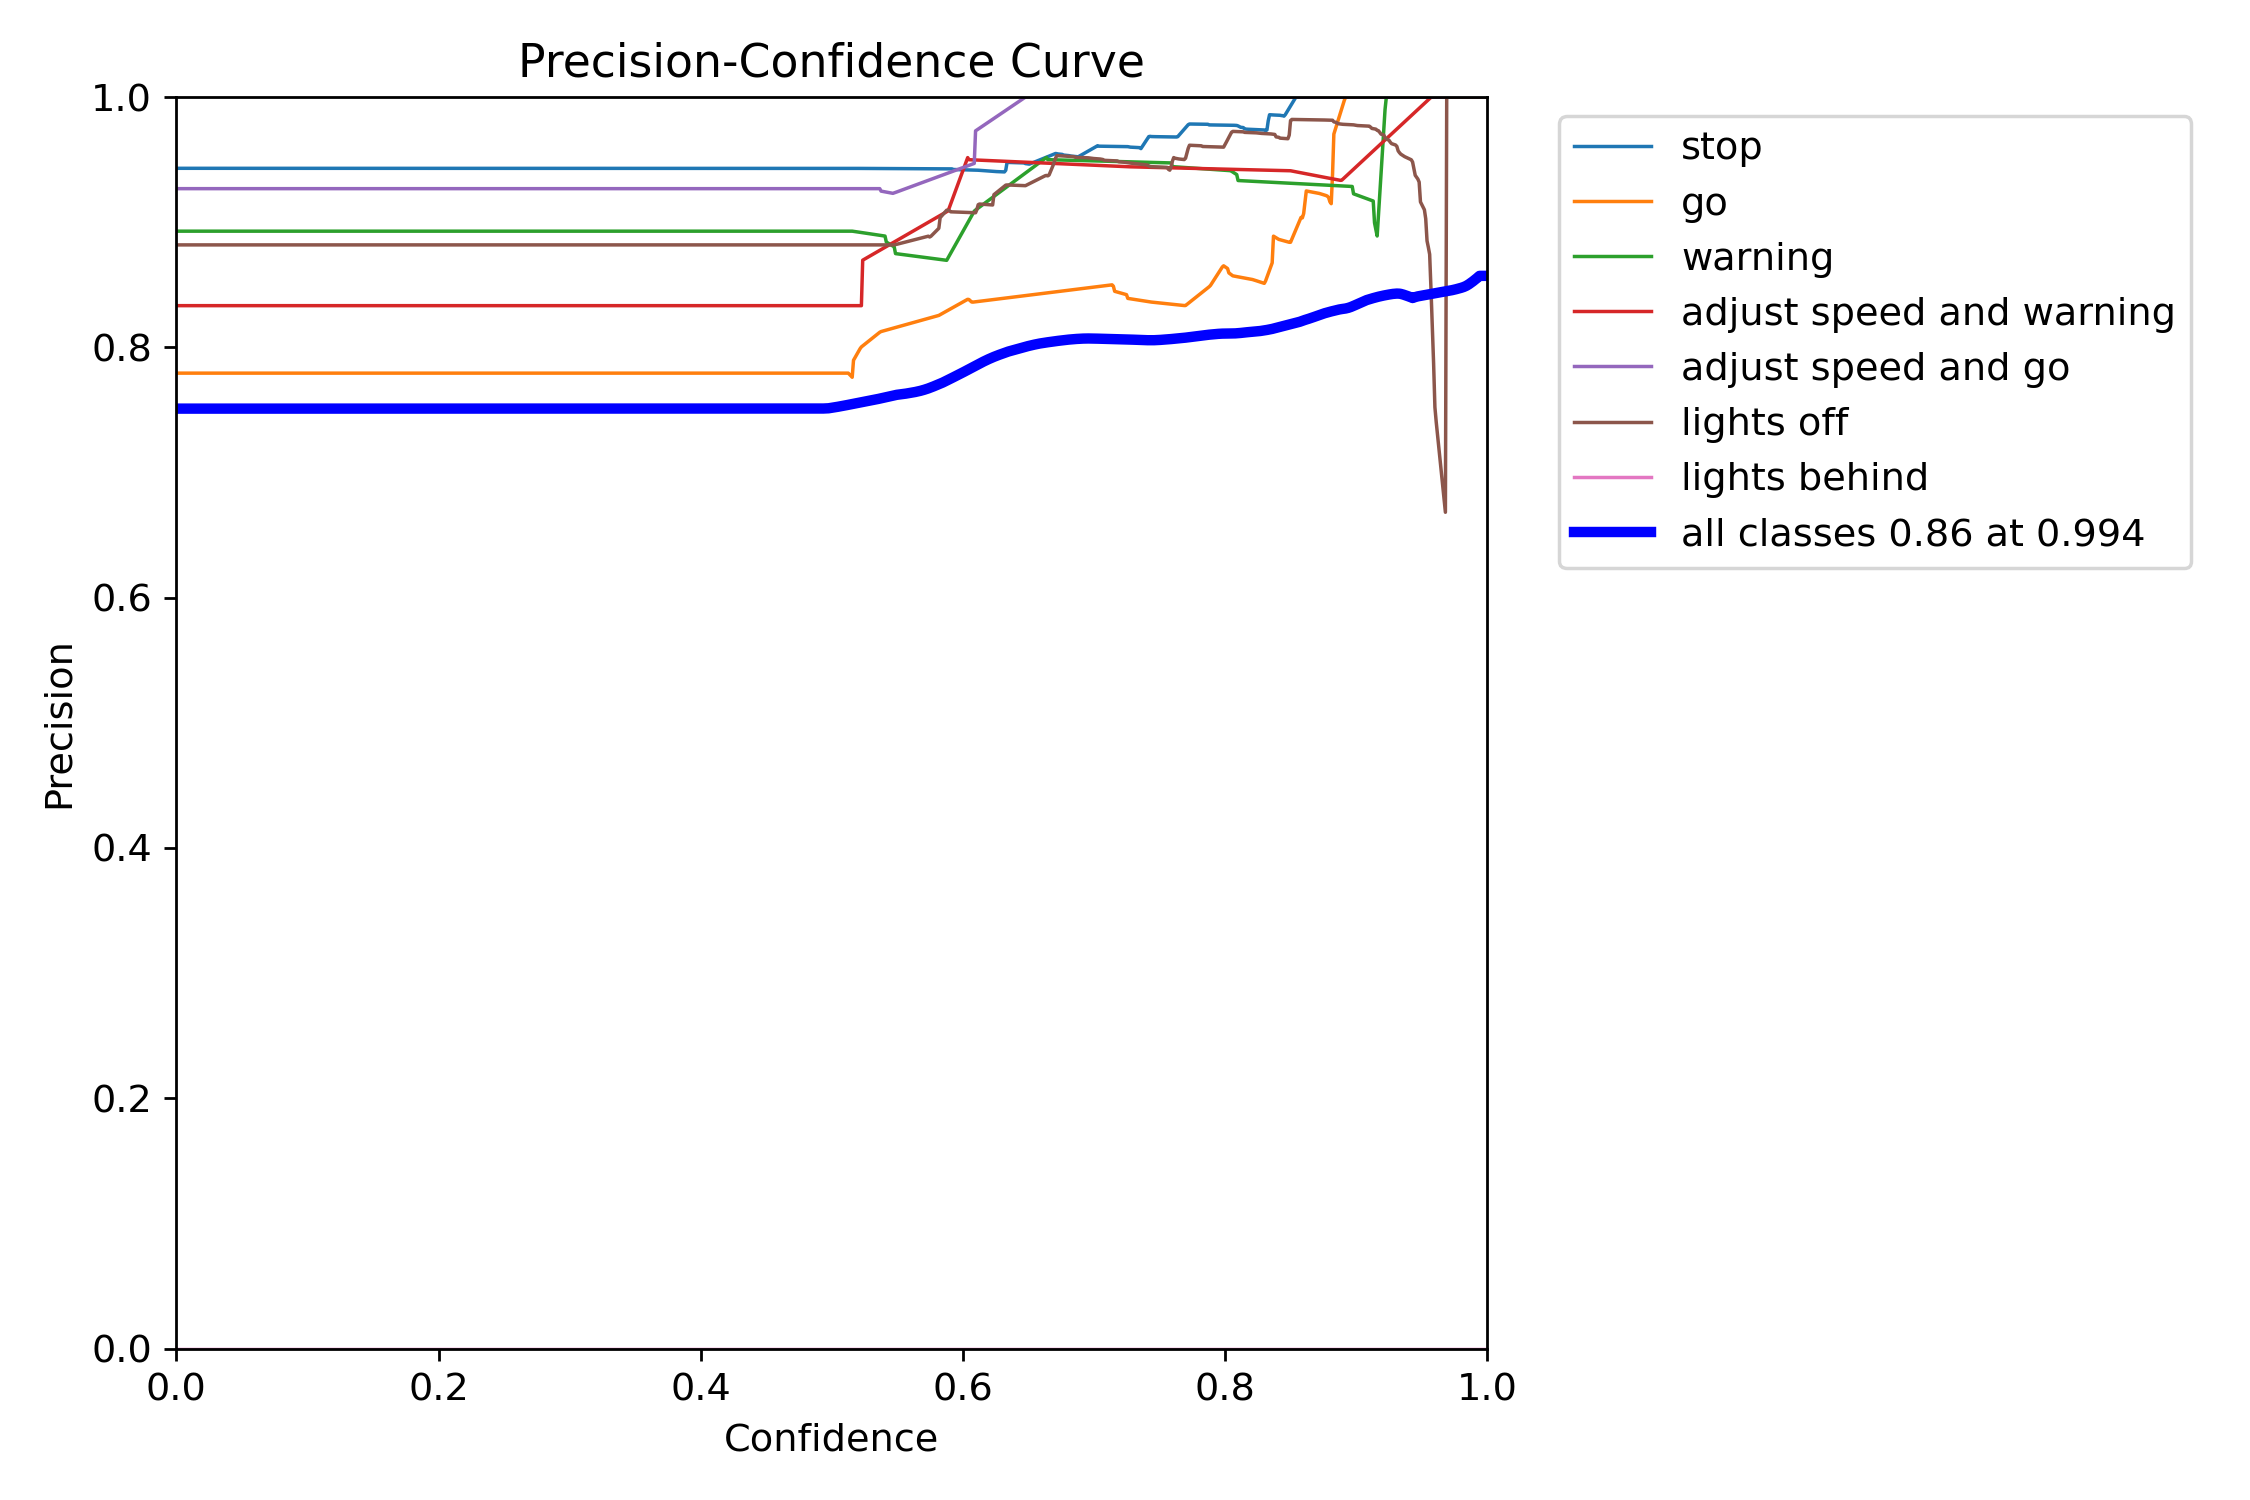 Precision-Confidence Curve
1.0
0.8
0.6
0.4
0.2
0.0
Precision
0.0 0.2 0.4 0.6 0.8 1.0
Confidence
stop
go
warning
adjust speed and warning
adjust speed and go
lights off
lights behind
all classes 0.86 at 0.994